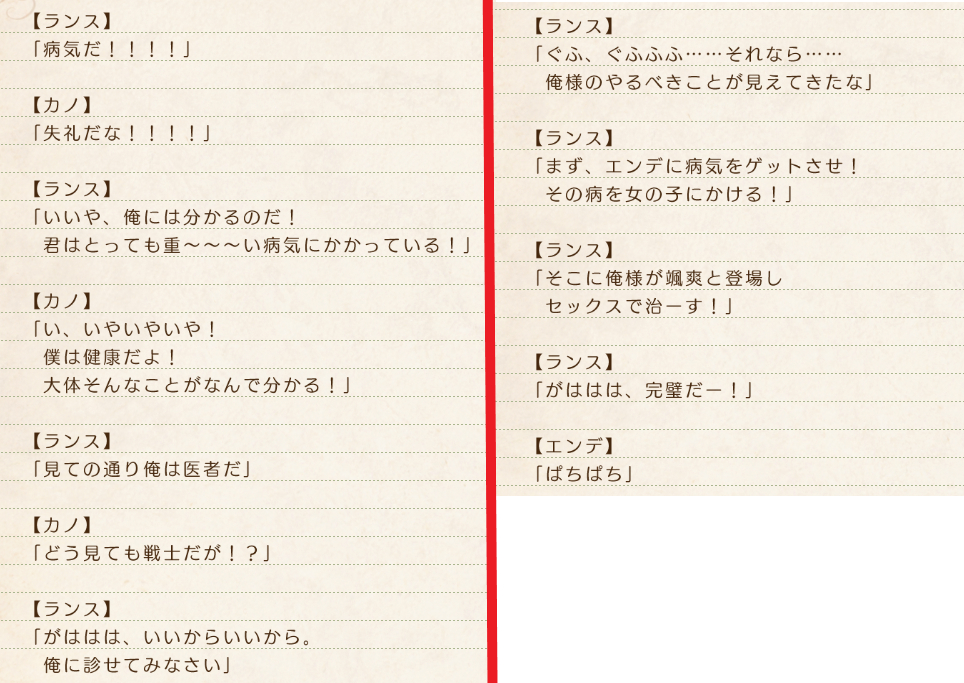 【ランス】
「病気だ！！！！」
【カノ】
「失礼だな！！！！」
【ランス】
「いいや、俺には分かるのだ！
君はとっても重～～～い病気にかかっている！」
【カノ】
「い、いやいやいや！
僕は健康だよ！
大体そんなことがなんで分かる！」
【ランス】
「見ての通り俺は医者だ」
【カノ】
「どう見ても戦士だが！？」
【ランス】
「がははは、いいからいいから。
俺に診せてみなさい」
【ランス】
「ぐふ、ぐふふふ……それなら……
俺様のやるべきことが見えてきたな」
【ランス】
「まず、エンデに病気をゲットさせ！
その病を女の子にかける！」
【ランス】
「そこに俺様が颯爽と登場し
セックスで治ーす！」
【ランス】
「がははは、完璧だー！」
【エンデ】
「ぱちぱち」